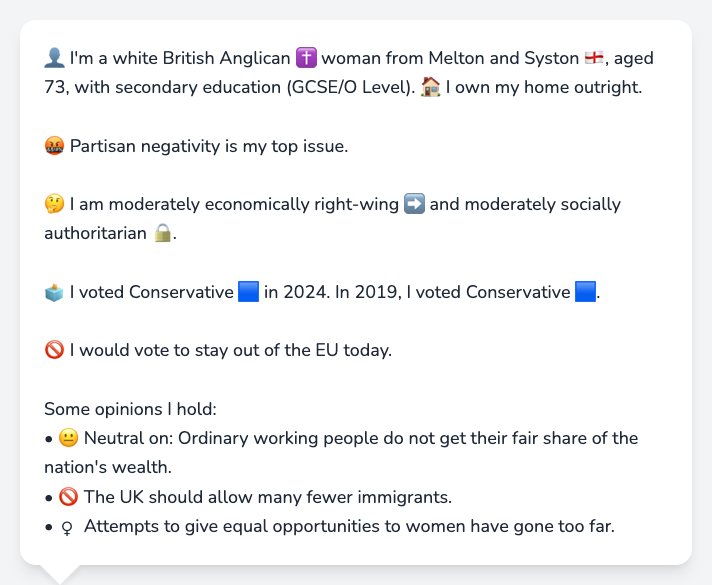 👤 I'm a white British Anglican ✝️ woman from Melton and Syston 🏴󠁧󠁢󠁥󠁮󠁧󠁿, aged
73, with secondary education (GCSE/O Level). 🏠 I own my home outright.
🤬 Partisan negativity is my top issue.
🤔 I am moderately economically right-wing ➡️ and moderately socially
authoritarian 🔒.
🗳️ I voted Conservative 🟦 in 2024. In 2019, I voted Conservative 🟦.
🚫 I would vote to stay out of the EU today.
Some opinions I hold:
• 😐 Neutral on: Ordinary working people do not get their fair share of the
nation's wealth.
• 🚫 The UK should allow many fewer immigrants.
• ♀ Attempts to give equal opportunities to women have gone too far.